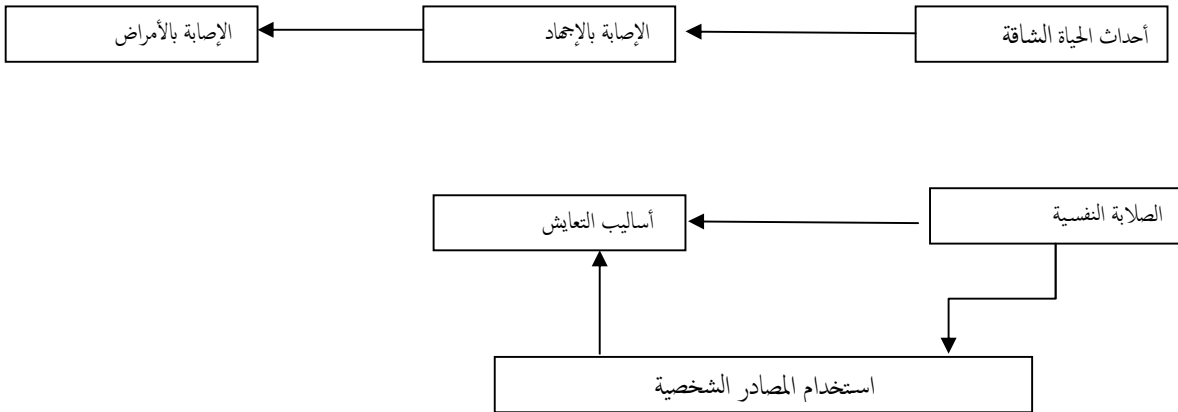 أحداث الحياة الشاقة
الإصابة بالإجهاد
الإصابة بالأمراض
الصلابة النفسية
أساليب التعايش
استخدام المصادر الشخصية